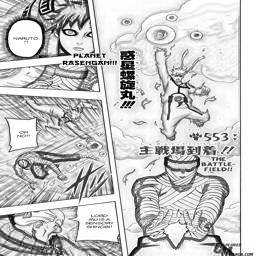 惑星螺旋丸!!!
PLANET
RASENGAN!!!
NARUTO..!!
553:
主戦場到着!!
THE
BATTLE-
FIELD!!
OH
NO!!
LORD
MU IS A
SENSORY
SHINOBI